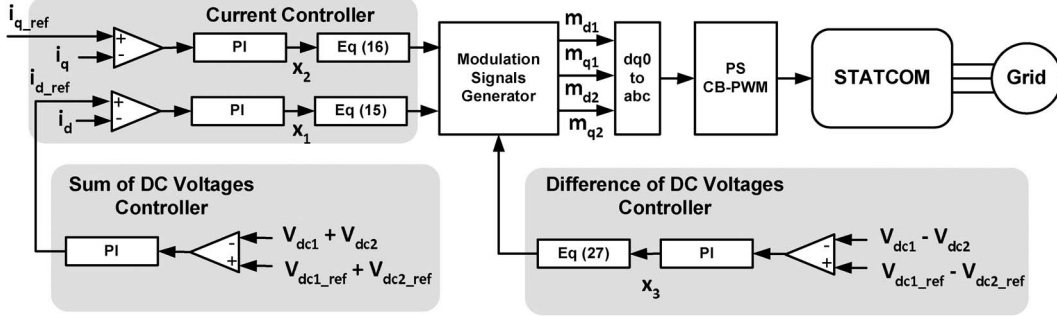 Current Controller
i_q_ref
+
-
i_q
PI
x_2
Eq (16)
i_d_ref
+
-
i_d
PI
x_1
Eq (15)
Modulation
Signals
Generator
m_d1
m_q1
m_d2
m_q2
dq0
to
abc
PS
CB-PWM
STATCOM
Grid
Sum of DC Voltages
Controller
PI
-
+
V_dc1 + V_dc2
V_dc1_ref + V_dc2_ref
Difference of DC Voltages
Controller
Eq (27)
x_3
PI
-
+
V_dc1 - V_dc2
V_dc1_ref - V_dc2_ref